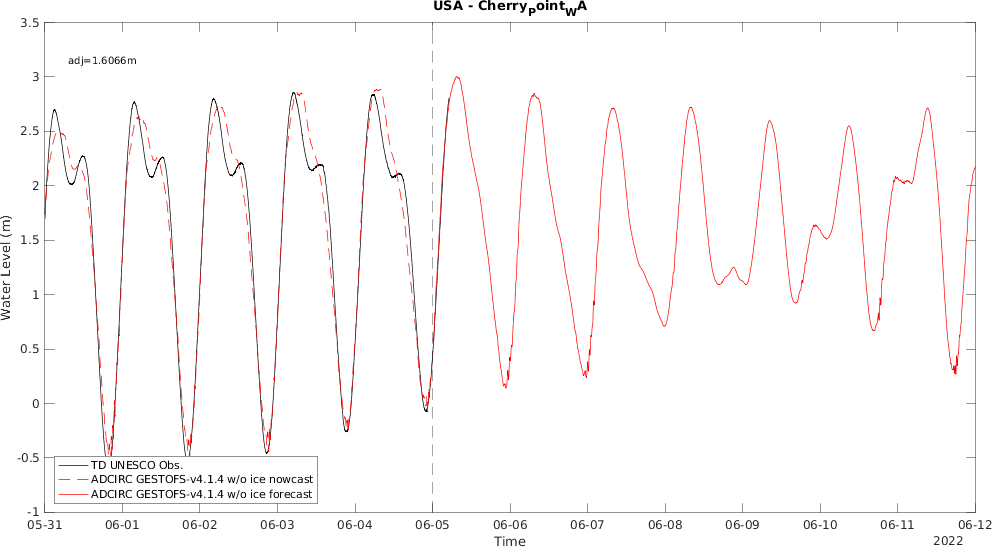 USA - CherryPointWA
adj=1.6066m
3.5
3
2.5
2
1.5
1
0.5
0
-0.5
-1
Water Level (m)
TD UNESCO Obs.
ADCIRC GESTOFS-v4.1.4 w/o ice nowcast
ADCIRC GESTOFS-v4.1.4 w/o ice forecast
05-31 06-01 06-02 06-03 06-04 06-05 06-06 06-07 06-08 06-09 06-10 06-11 06-12
Time
2022